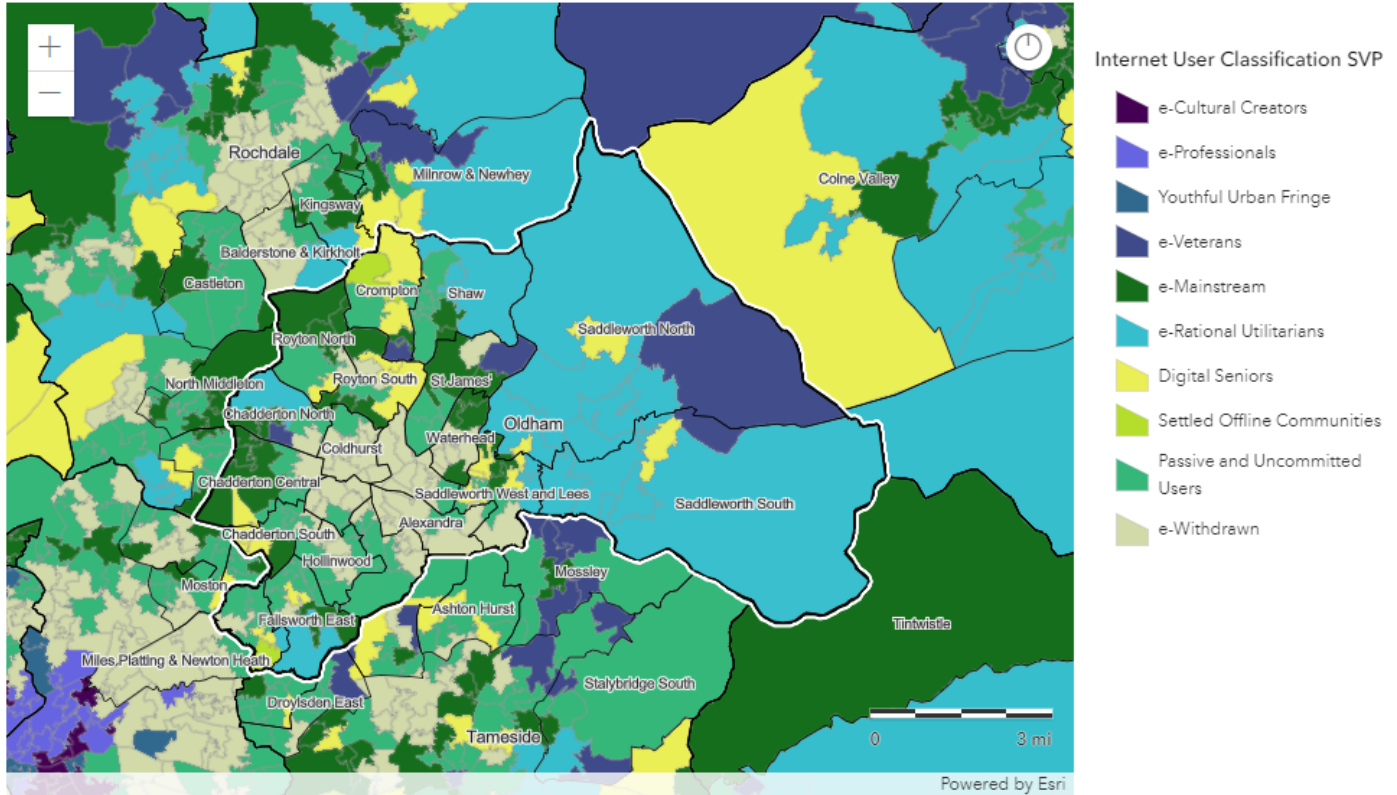 +
−
Rochdale
Milnrow & Newhey
Colne Valley
Kingsway
Balderstone & Kirkholt
Castleton
Crompton
Shaw
Saddleworth North
Royton North
Royton South
St James'
North Middleton
Chadderton North
Oldham
Waterhead
Coldhurst
Chadderton Central
Saddleworth West and Lees
Saddleworth South
Alexandra
Chadderton South
Hollinwood
Mossley
Moston
Ashton Hurst
Failsworth East
Tintwistle
Miles Platting & Newton Heath
Stalybridge South
Droylsden East
Tameside
0 3 mi
Powered by Esri
Internet User Classification SVP
e-Cultural Creators
e-Professionals
Youthful Urban Fringe
e-Veterans
e-Mainstream
e-Rational Utilitarians
Digital Seniors
Settled Offline Communities
Passive and Uncommitted
Users
e-Withdrawn